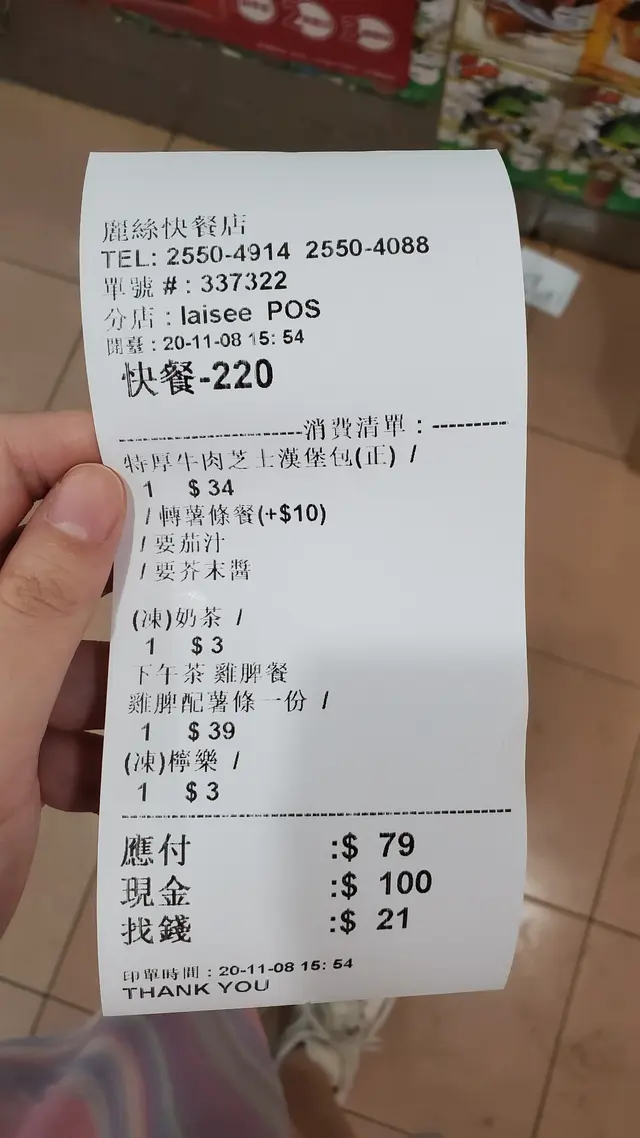 麗絲快餐店
TEL: 2550-4914 2550-4088
單號 # : 337322
分店 : laisee POS
開臺 : 20-11-08 15: 54
快餐-220
--------------------消費清單 : ---------
特厚牛肉芝士漢堡包(正) /
1 $ 34
/ 轉薯條餐(+$10)
/ 要茄汁
/ 要芥末醬
(凍)奶茶 /
1 $ 3
下午茶 雞脾餐
雞脾配薯條一份 /
1 $ 39
(凍)檸樂 /
1 $ 3
應付 :$ 79
現金 :$ 100
找錢 :$ 21
印單時間 : 20-11-08 15: 54
THANK YOU